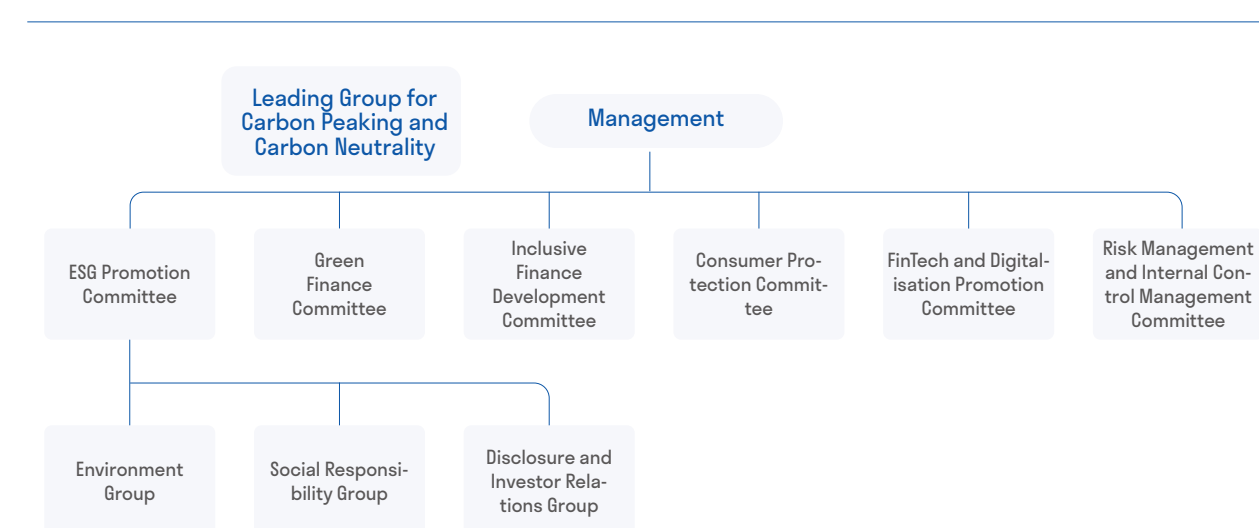 Leading Group for
Carbon Peaking and
Carbon Neutrality
Management
ESG Promotion
Committee
Green
Finance
Committee
Inclusive
Finance
Development
Committee
Consumer Pro-
tection Commit-
tee
FinTech and Digital-
isation Promotion
Committee
Risk Management
and Internal Con-
trol Management
Committee
Environment
Group
Social Responsi-
bility Group
Disclosure and
Investor Rela-
tions Group